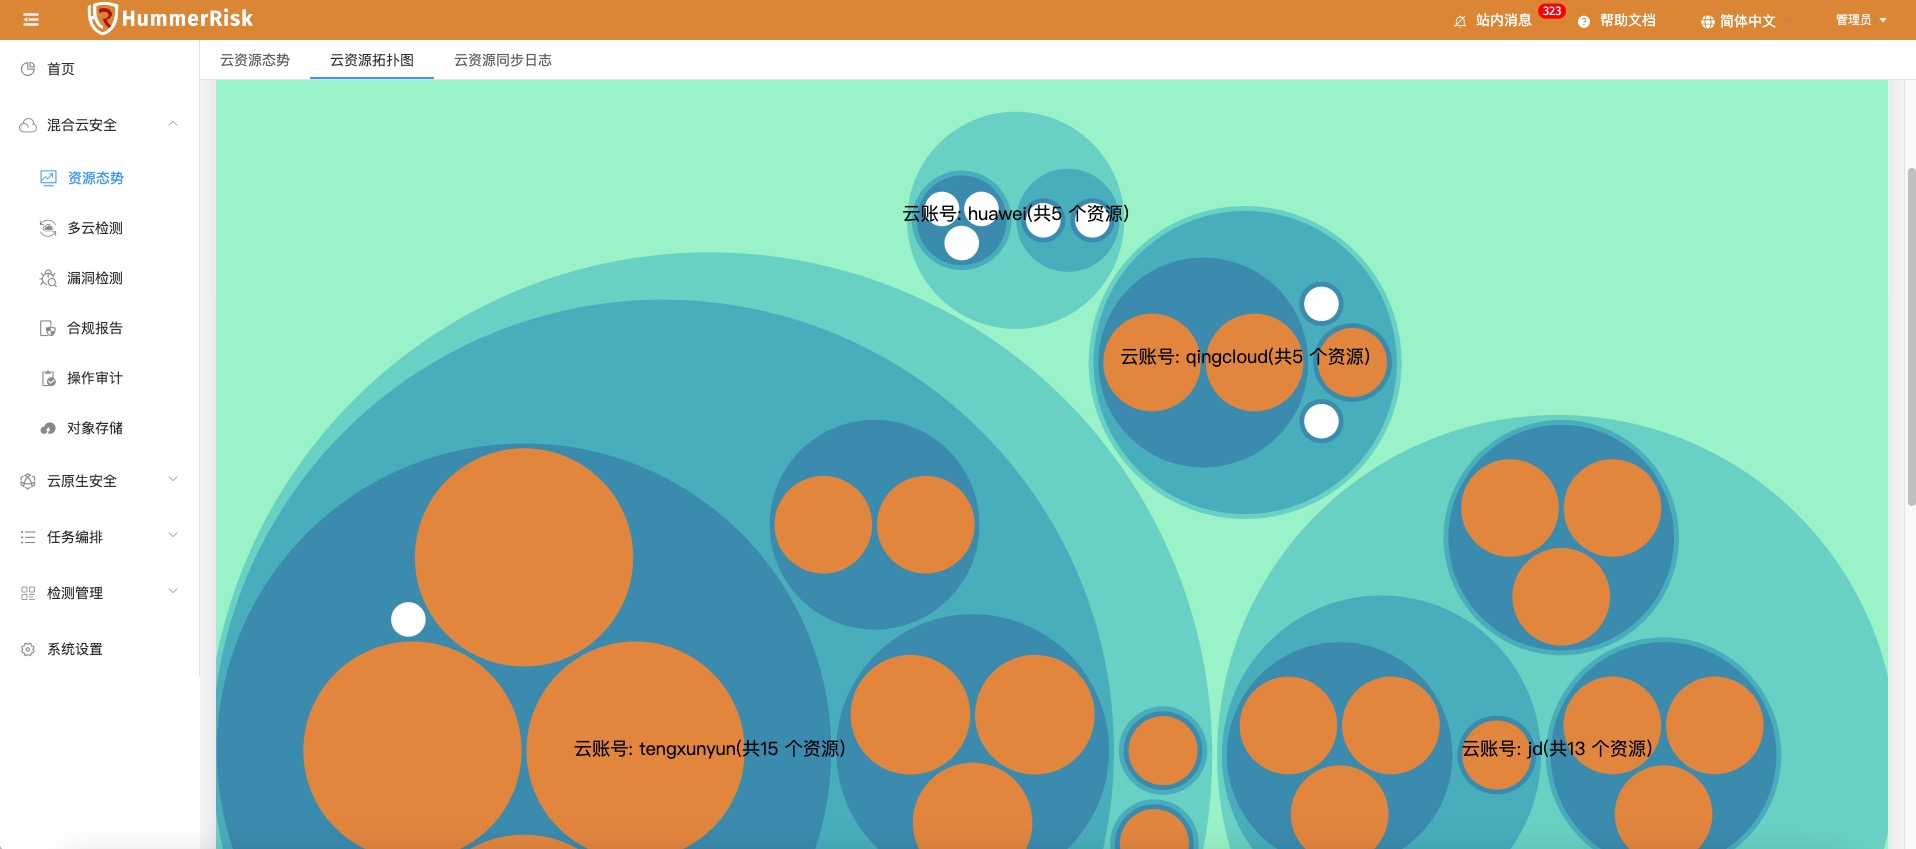 HummerRisk
站内消息 323
帮助文档
简体中文
管理员
首页
混合云安全
资源态势
多云检测
漏洞检测
合规报告
操作审计
对象存储
云原生安全
任务编排
检测管理
系统设置
云资源态势
云资源拓扑图
云资源同步日志
云账号: huawei(共5 个资源)
云账号: qingcloud(共5 个资源)
云账号: tengxunyun(共15 个资源)
云账号: jd(共13 个资源)